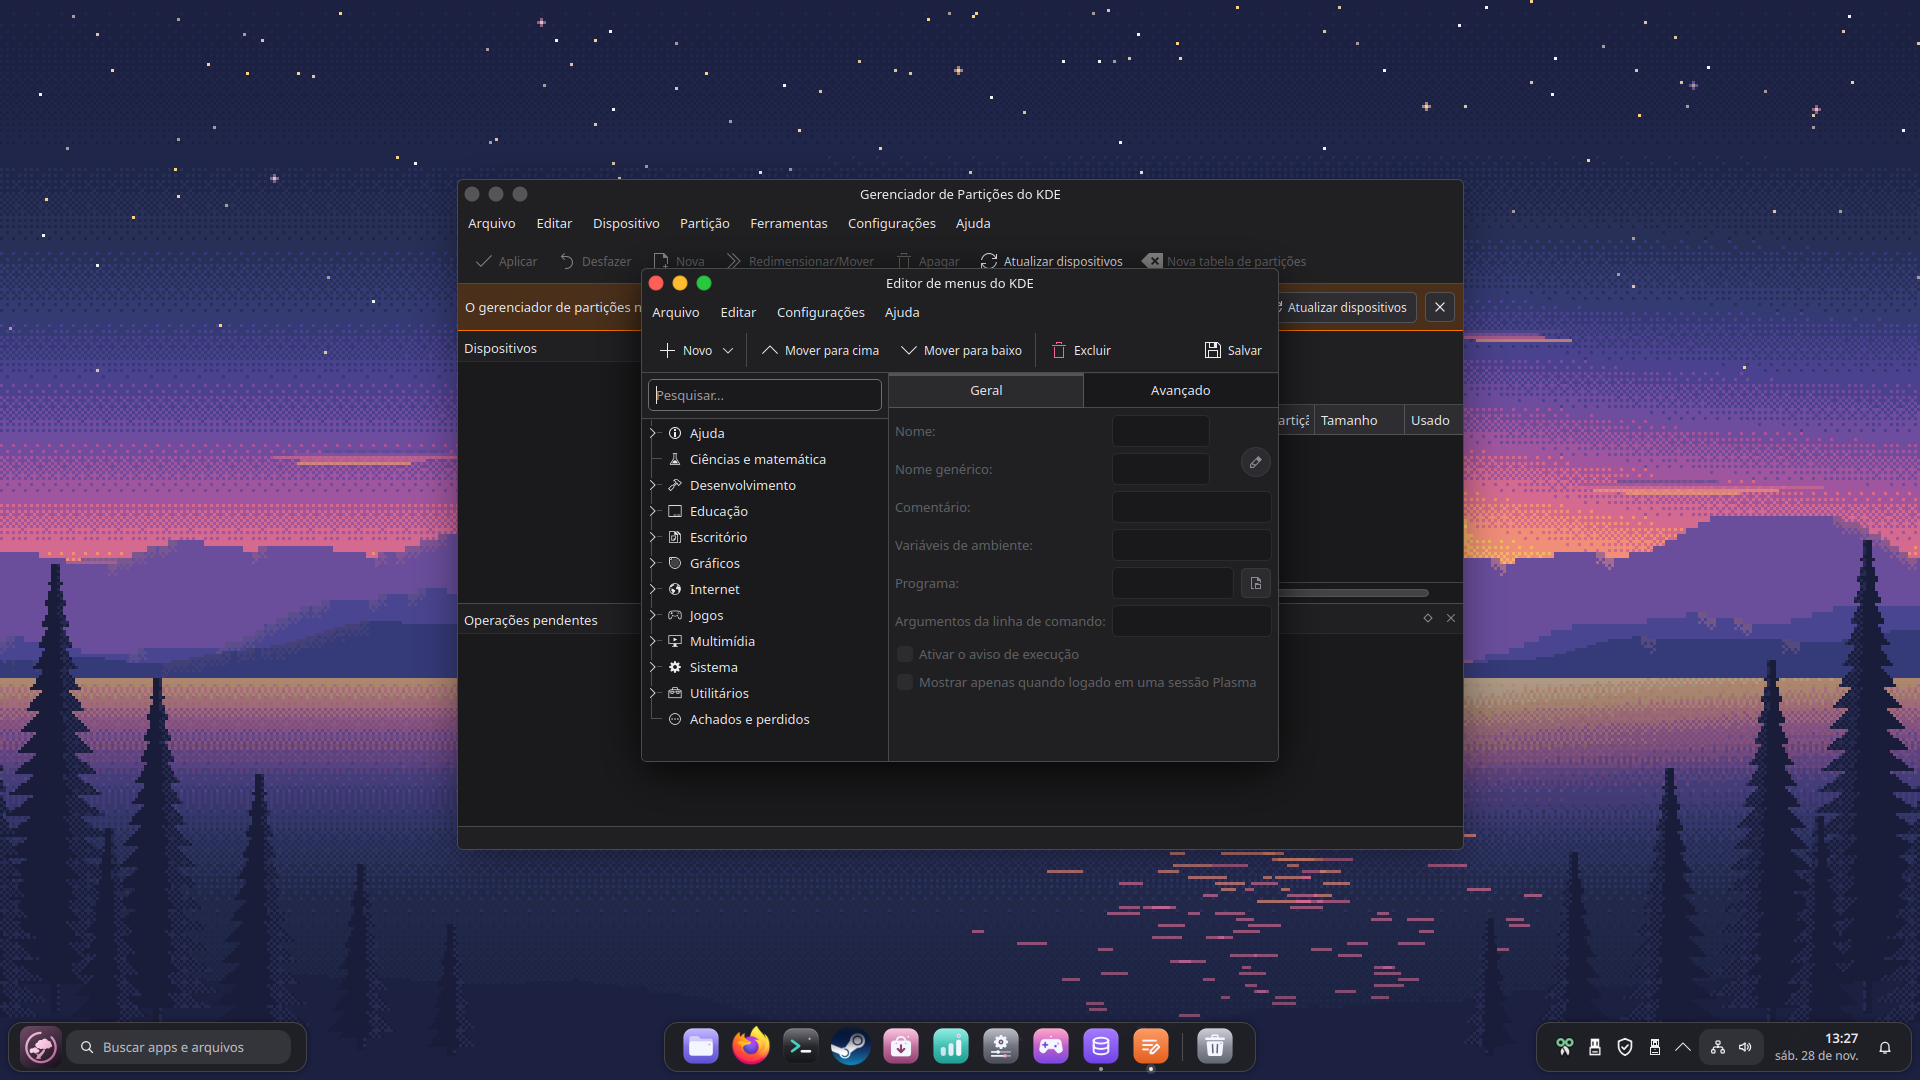 Gerenciador de Partições do KDE
Arquivo Editar Dispositivo Partição Ferramentas Configurações Ajuda
Aplicar Desfazer Nova Redimensionar/Mover Apagar Atualizar dispositivos Nova tabela de partições
O gerenciador de partições
Atualizar dispositivos
Dispositivos
Tamanho Usado
Operações pendentes
Editor de menus do KDE
Arquivo Editar Configurações Ajuda
Novo Mover para cima Mover para baixo Excluir Salvar
Pesquisar...
Ajuda
Ciências e matemática
Desenvolvimento
Educação
Escritório
Gráficos
Internet
Jogos
Multimídia
Sistema
Utilitários
Achados e perdidos
Geral Avançado
Nome:
Nome genérico:
Comentário:
Variáveis de ambiente:
Programa:
Argumentos da linha de comando:
Ativar o aviso de execução
Mostrar apenas quando logado em uma sessão Plasma
Buscar apps e arquivos
13:27
sáb. 28 de nov.